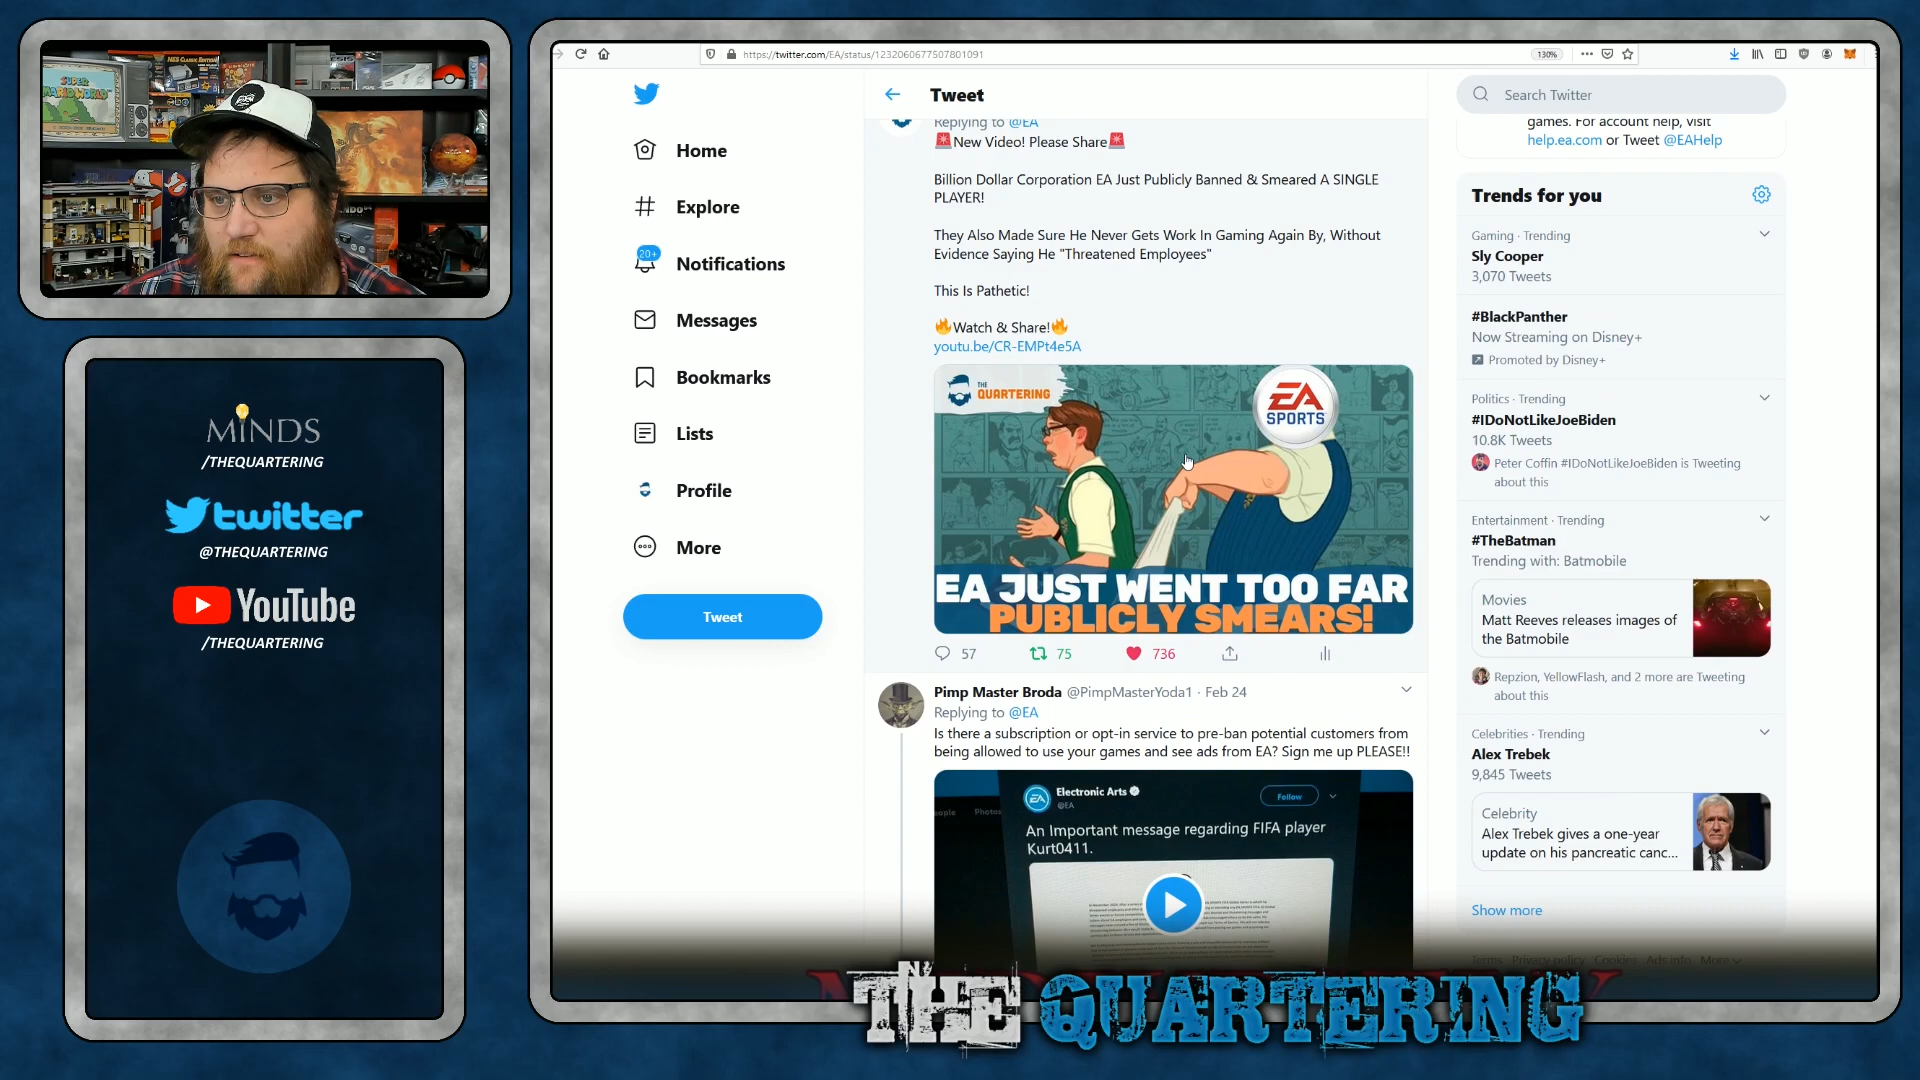 SUPER
MARIO WORLD
NES CLASSIC EDITION
MINDS
/THEQUARTERING
twitter
@THEQUARTERING
YouTube
/THEQUARTERING
https://twitter.com/EA/status/1232060677507801091
130%
Home
Explore
20+
Notifications
Messages
Bookmarks
Lists
Profile
More
Tweet
Tweet
Replying to @EA
🚨New Video! Please Share🚨
Billion Dollar Corporation EA Just Publicly Banned & Smeared A SINGLE
PLAYER!
They Also Made Sure He Never Gets Work In Gaming Again By, Without
Evidence Saying He "Threatened Employees"
This Is Pathetic!
🔥Watch & Share!🔥
youtu.be/CR-EMPt4e5A
THE
QUARTERING
EA
SPORTS
EA JUST WENT TOO FAR
PUBLICLY SMEARS!
57 75 736
Pimp Master Broda @PimpMasterYoda1 · Feb 24
Replying to @EA
Is there a subscription or opt-in service to pre-ban potential customers from
being allowed to use your games and see ads from EA? Sign me up PLEASE!!
Photos
EA
Electronic Arts
@EA
Follow
An Important message regarding FIFA player
Kurt0411.
Search Twitter
games. For account help, visit
help.ea.com or Tweet @EAHelp
Trends for you
Gaming · Trending
Sly Cooper
3,070 Tweets
#BlackPanther
Now Streaming on Disney+
Promoted by Disney+
Politics · Trending
#IDoNotLikeJoeBiden
10.8K Tweets
Peter Coffin #IDoNotLikeJoeBiden is Tweeting
about this
Entertainment · Trending
#TheBatman
Trending with: Batmobile
Movies
Matt Reeves releases images of
the Batmobile
Repzion, YellowFlash, and 2 more are Tweeting
about this
Celebrities · Trending
Alex Trebek
9,845 Tweets
Celebrity
Alex Trebek gives a one-year
update on his pancreatic canc...
Show more
Terms Privacy policy Cookies Ads info More
THE QUARTERING